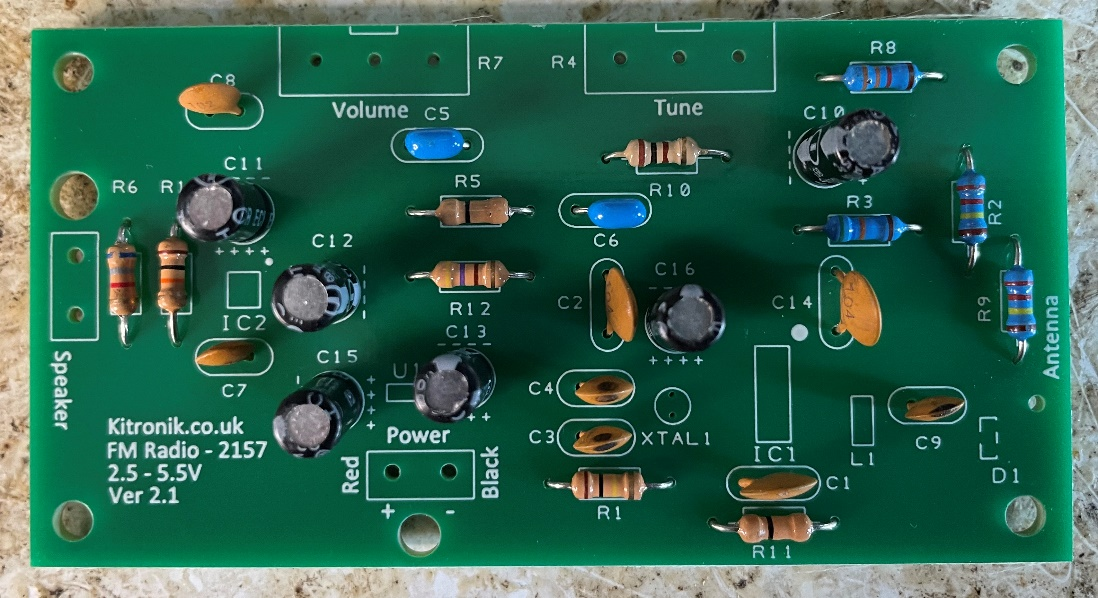 R7
R4
R8
C8
Volume
Tune
C5
C10
C11
R10
R6
R1
R5
R3
R2
C12
C6
C16
IC2
R12
C2
C14
R9
Antenna
C13
C15
U1
C7
C4
Speaker
C3
XTAL1
IC1
L1
C9
D1
Kitronik.co.uk
FM Radio - 2157
2.5 - 5.5V
Ver 2.1
Power
Red
Black
+ -
R1
C1
R11